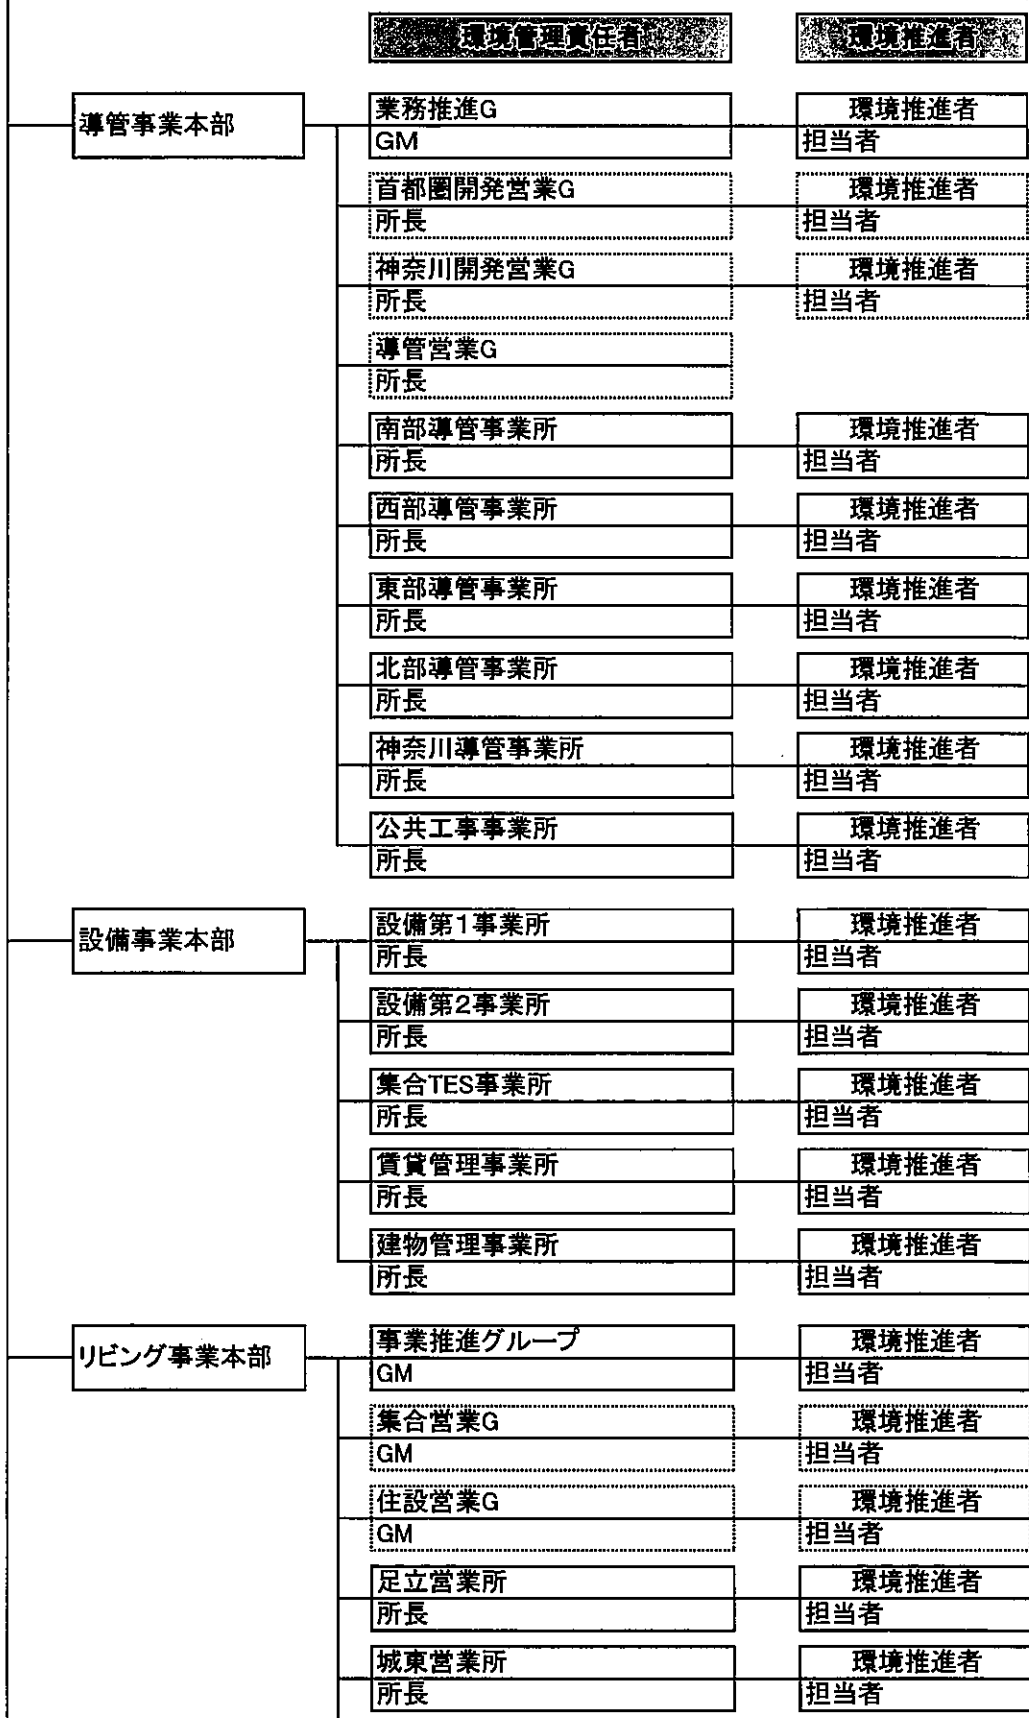 環境管理責任者
環境推進者
導管事業本部
業務推進G
GM
環境推進者
担当者
首都圏開発営業G
所長
環境推進者
担当者
神奈川開発営業G
所長
環境推進者
担当者
導管営業G
所長
南部導管事業所
所長
環境推進者
担当者
西部導管事業所
所長
環境推進者
担当者
東部導管事業所
所長
環境推進者
担当者
北部導管事業所
所長
環境推進者
担当者
神奈川導管事業所
所長
環境推進者
担当者
公共工事事業所
所長
環境推進者
担当者
設備事業本部
設備第1事業所
所長
環境推進者
担当者
設備第2事業所
所長
環境推進者
担当者
集合TES事業所
所長
環境推進者
担当者
賃貸管理事業所
所長
環境推進者
担当者
建物管理事業所
所長
環境推進者
担当者
リビング事業本部
事業推進グループ
GM
環境推進者
担当者
集合営業G
GM
環境推進者
担当者
住設営業G
GM
環境推進者
担当者
足立営業所
所長
環境推進者
担当者
城東営業所
所長
環境推進者
担当者